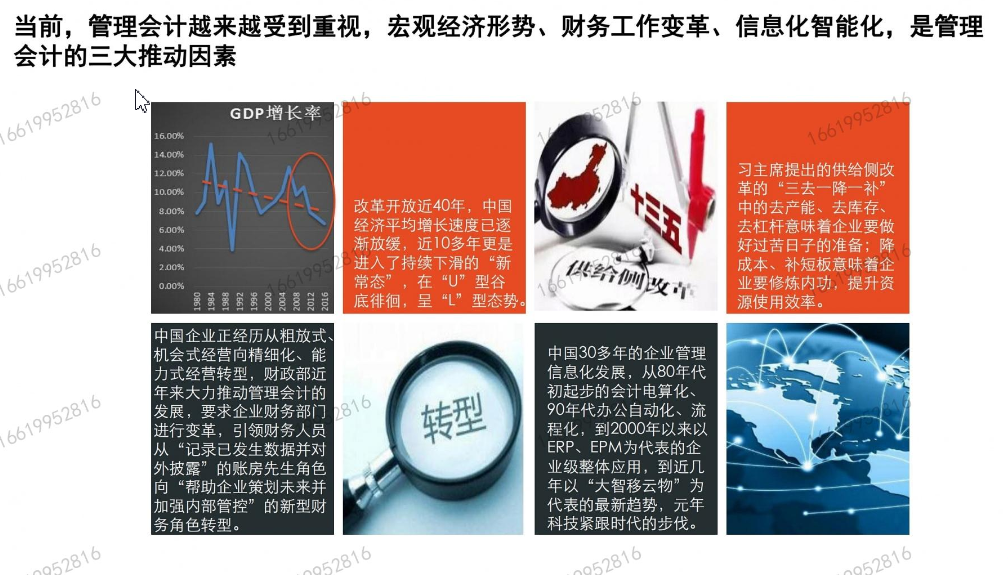 当前，管理会计越来越受到重视，宏观经济形势、财务工作变革、信息化智能化，是管理
会计的三大推动因素
GDP增长率
16.00%
14.00%
12.00%
10.00%
8.00%
6.00%
4.00%
2.00%
0.00%
1980
1984
1988
1992
1996
2000
2004
2008
2012
2016
改革开放近40年，中国
经济平均增长速度已逐
渐放缓，近10多年更是
进入了持续下滑的“新
常态”，在“U”型谷
底徘徊，呈“L”型态势。
十三五
供给侧改革
习主席提出的供给侧改
革的“三去一降一补”
中的去产能、去库存、
去杠杆意味着企业要做
好过苦日子的准备；降
成本、补短板意味着企
业要修炼内功，提升资
源使用效率。
中国企业正经历从粗放式、
机会式经营向精细化、能
力式经营转型，财政部近
年来大力推动管理会计的
发展，要求企业财务部门
进行变革，引领财务人员
从“记录已发生数据并对
外披露”的账房先生角色
向“帮助企业策划未来并
加强内部管控”的新型财
务角色转型。
转型
中国30多年的企业管理
信息化发展，从80年代
初起步的会计电算化、
90年代办公自动化、流
程化，到2000年以来以
ERP、EPM为代表的企
业级整体应用，到近几
年以“大智移云物”为
代表的最新趋势，元年
科技紧跟时代的步伐。
16619952816
16619952816
16619952816
16619952816
16619952816
16619952816
16619952816
16619952816
16619952816